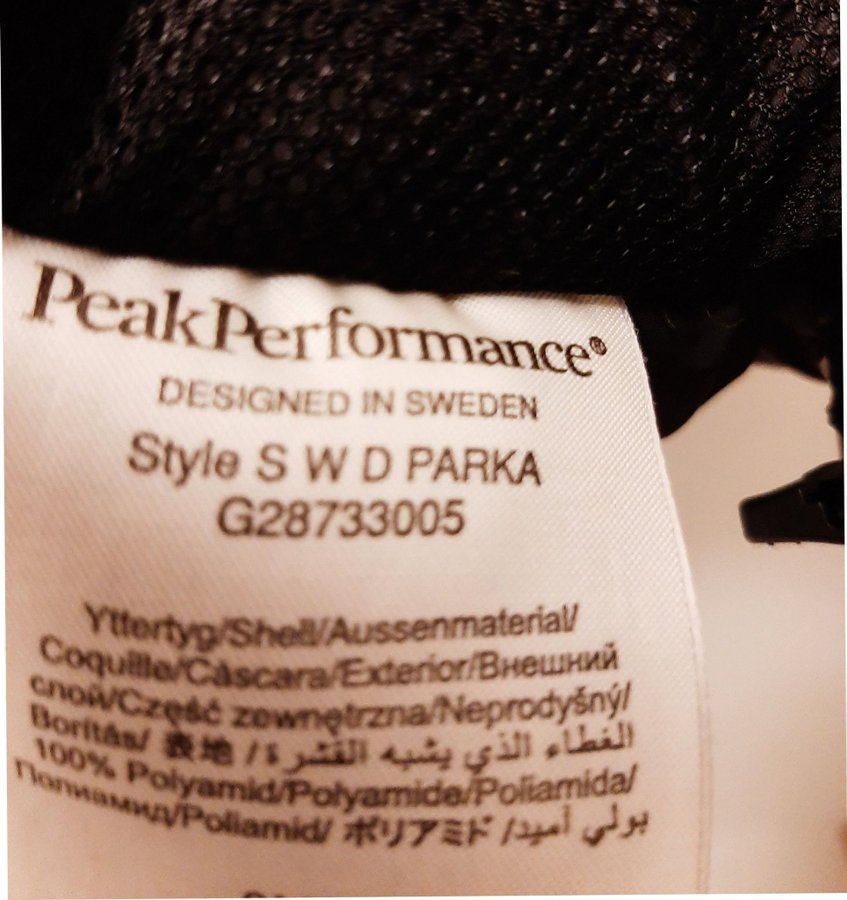 PeakPerformance®
DESIGNED IN SWEDEN
Style S W D PARKA
G28733005
Yttertyg/Shell/Aussenmaterial/
Coquille/Càscara/Exterior/Внешний
слой/Część zewnętrzna/Neprodyšný/
Borítás/ 表地 / الغطاء الذي يشبه القشرة
100% Polyamid/Polyamide/Poliamida/
Полиамид/Poliamid/ ポリアミド / بولي أميد